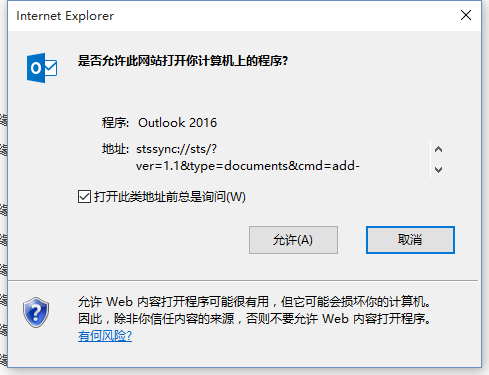 Internet Explorer
是否允许此网站打开你计算机上的程序?
程序: Outlook 2016
地址: stssync://sts/?
ver=1.1&type=documents&cmd=add-
打开此类地址前总是询问(W)
允许(A)
取消
允许 Web 内容打开程序可能很有用，但它可能会损坏你的计算机。
因此，除非你信任内容的来源，否则不要允许 Web 内容打开程序。
有何风险?